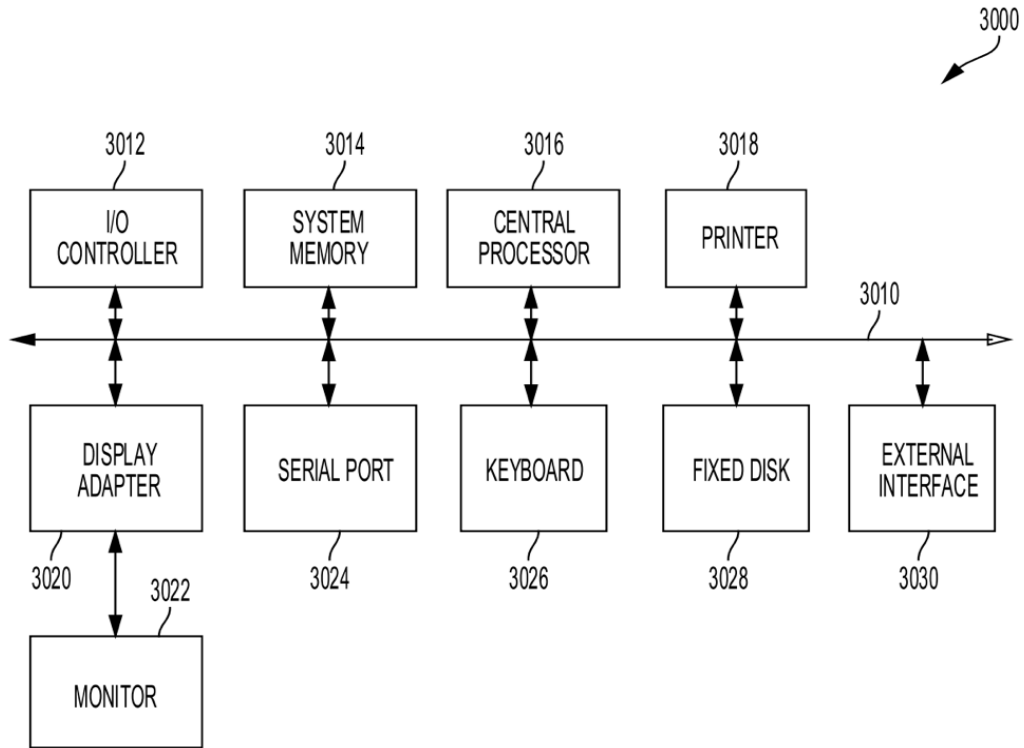 3000
3012
3014
3016
3018
I/O
CONTROLLER
SYSTEM
MEMORY
CENTRAL
PROCESSOR
PRINTER
3010
DISPLAY
ADAPTER
SERIAL PORT
KEYBOARD
FIXED DISK
EXTERNAL
INTERFACE
3020
3024
3026
3028
3030
3022
MONITOR